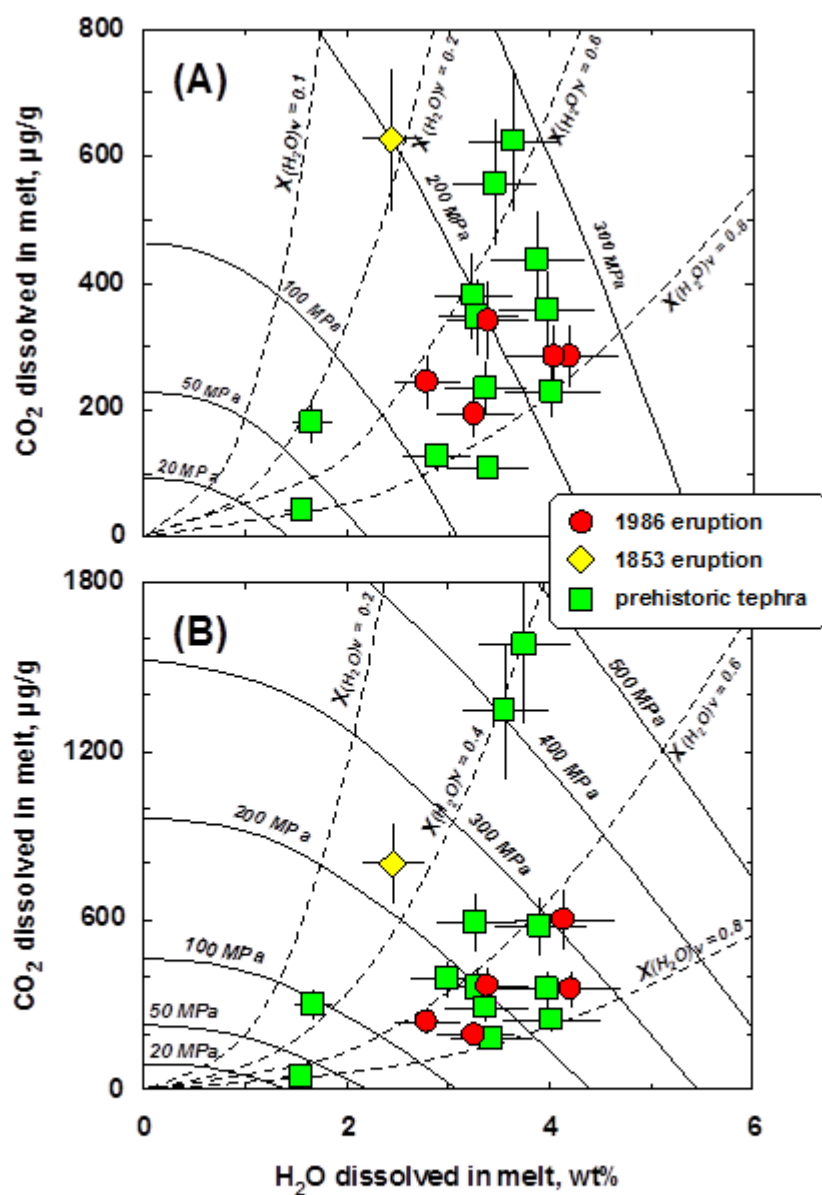 800
600
400
200
0
CO2 dissolved in melt, µg/g
(A)
X(H2O)v = 0.1
X(H2O)v = 0.2
X(H2O)v = 0.6
X(H2O)v = 0.8
200 MPa
300 MPa
100 MPa
50 MPa
20 MPa
1986 eruption
1853 eruption
prehistoric tephra
1800
1200
600
0
CO2 dissolved in melt, µg/g
(B)
X(H2O)v = 0.2
X(H2O)v = 0.4
X(H2O)v = 0.6
X(H2O)v = 0.8
500 MPa
400 MPa
300 MPa
200 MPa
100 MPa
50 MPa
20 MPa
0 2 4 6
H2O dissolved in melt, wt%